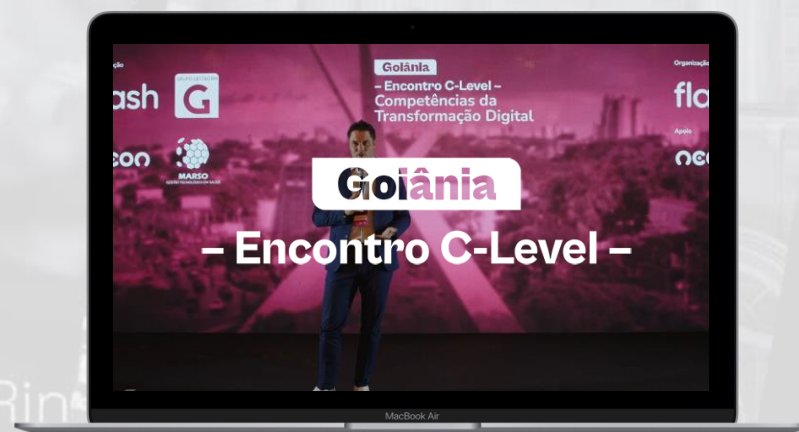 Goiânia
– Encontro C-Level –
Competências da
Transformação Digital
Organização
G
MARSO
Apoio
Goiânia
– Encontro C-Level –
MacBook Air